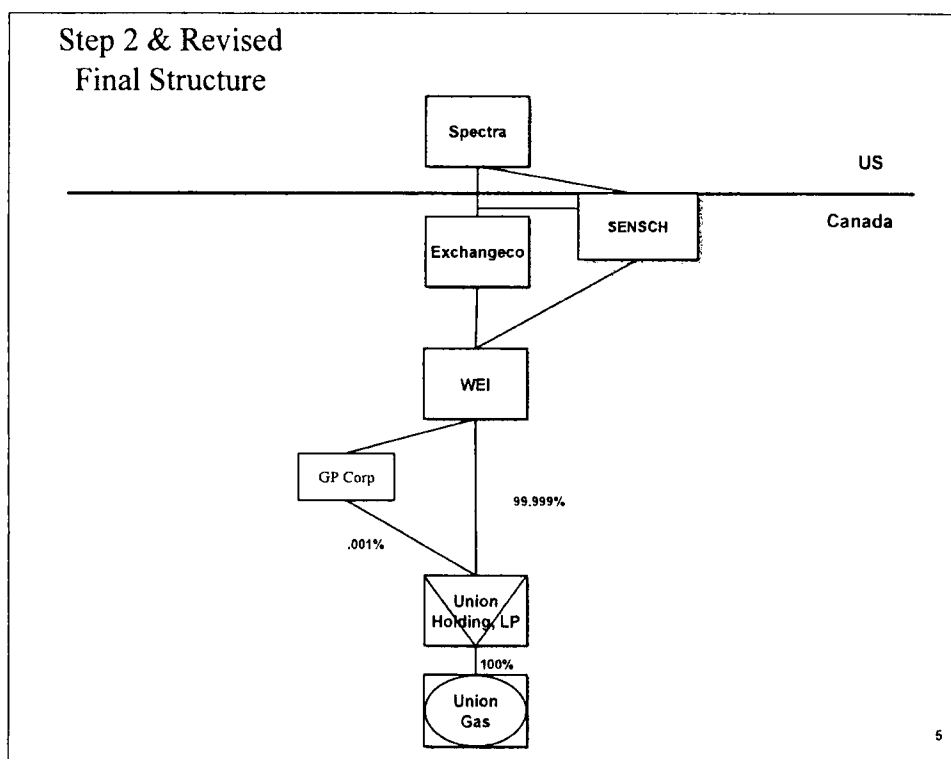 Step 2 & Revised
Final Structure
Spectra
US
SENSCH
Canada
Exchangeco
WEI
GP Corp
99.999%
.001%
Union
Holding, LP
100%
Union
Gas
5